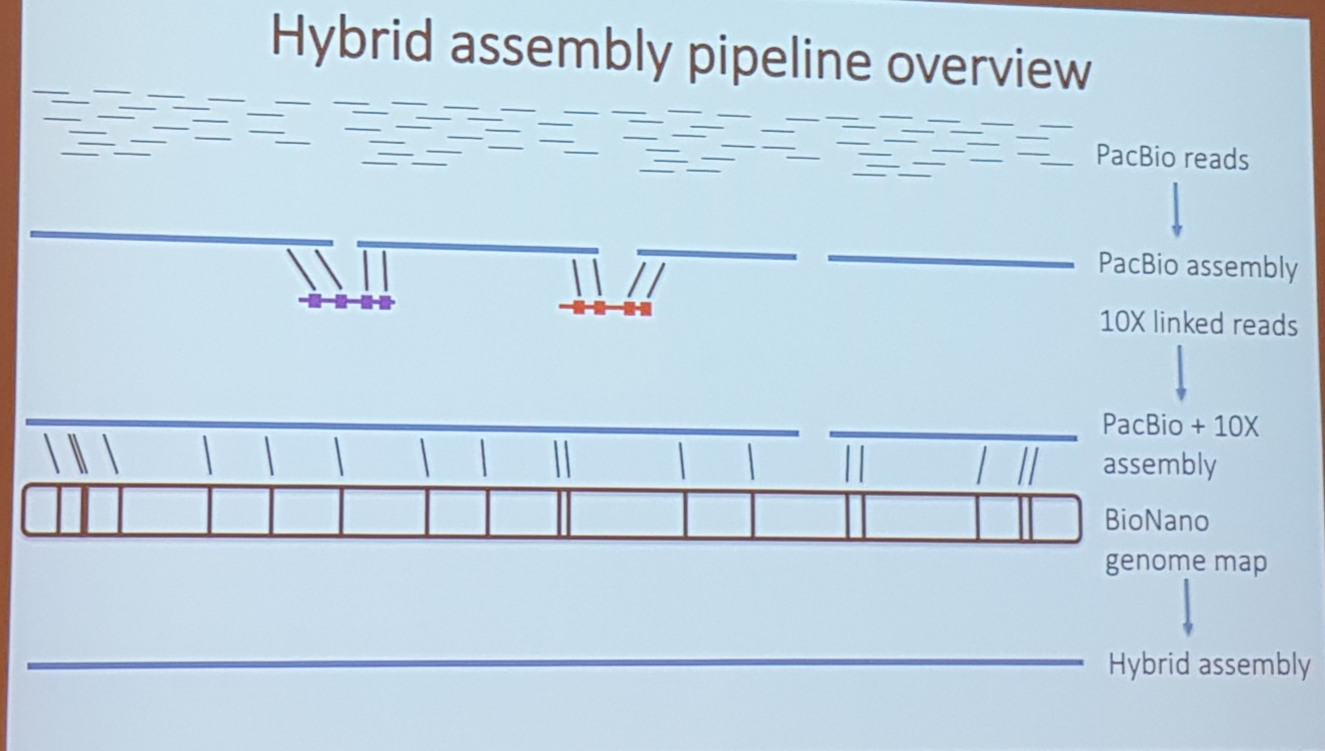 Hybrid assembly pipeline overview
PacBio reads
PacBio assembly
10X linked reads
PacBio + 10X
assembly
BioNano
genome map
Hybrid assembly